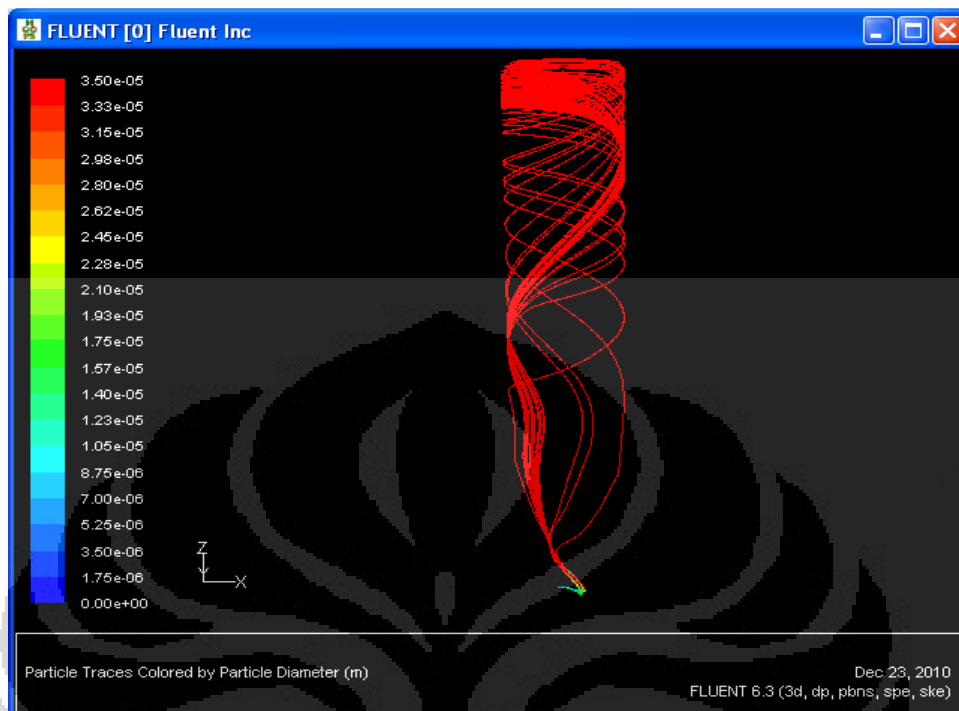 FLUENT [0] Fluent Inc
3.50e-05
3.33e-05
3.15e-05
2.98e-05
2.80e-05
2.62e-05
2.45e-05
2.28e-05
2.10e-05
1.93e-05
1.75e-05
1.57e-05
1.40e-05
1.23e-05
1.05e-05
8.75e-06
7.00e-06
5.25e-06
3.50e-06
1.75e-06
0.00e+00
Z
X
Particle Traces Colored by Particle Diameter (m)
Dec 23, 2010
FLUENT 6.3 (3d, dp, pbns, spe, ske)